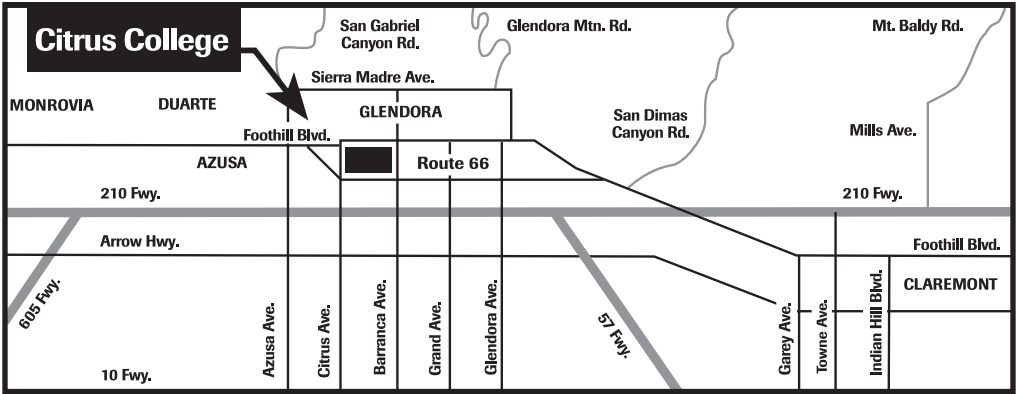 Citrus College
San Gabriel
Canyon Rd.
Glendora Mtn. Rd.
Mt. Baldy Rd.
Sierra Madre Ave.
MONROVIA
DUARTE
GLENDORA
San Dimas
Canyon Rd.
Mills Ave.
Foothill Blvd.
AZUSA
Route 66
210 Fwy.
210 Fwy.
Arrow Hwy.
Foothill Blvd.
605 Fwy.
CLAREMONT
Azusa Ave.
Citrus Ave.
Barranca Ave.
Grand Ave.
Glendora Ave.
57 Fwy.
Garey Ave.
Towne Ave.
Indian Hill Blvd.
10 Fwy.